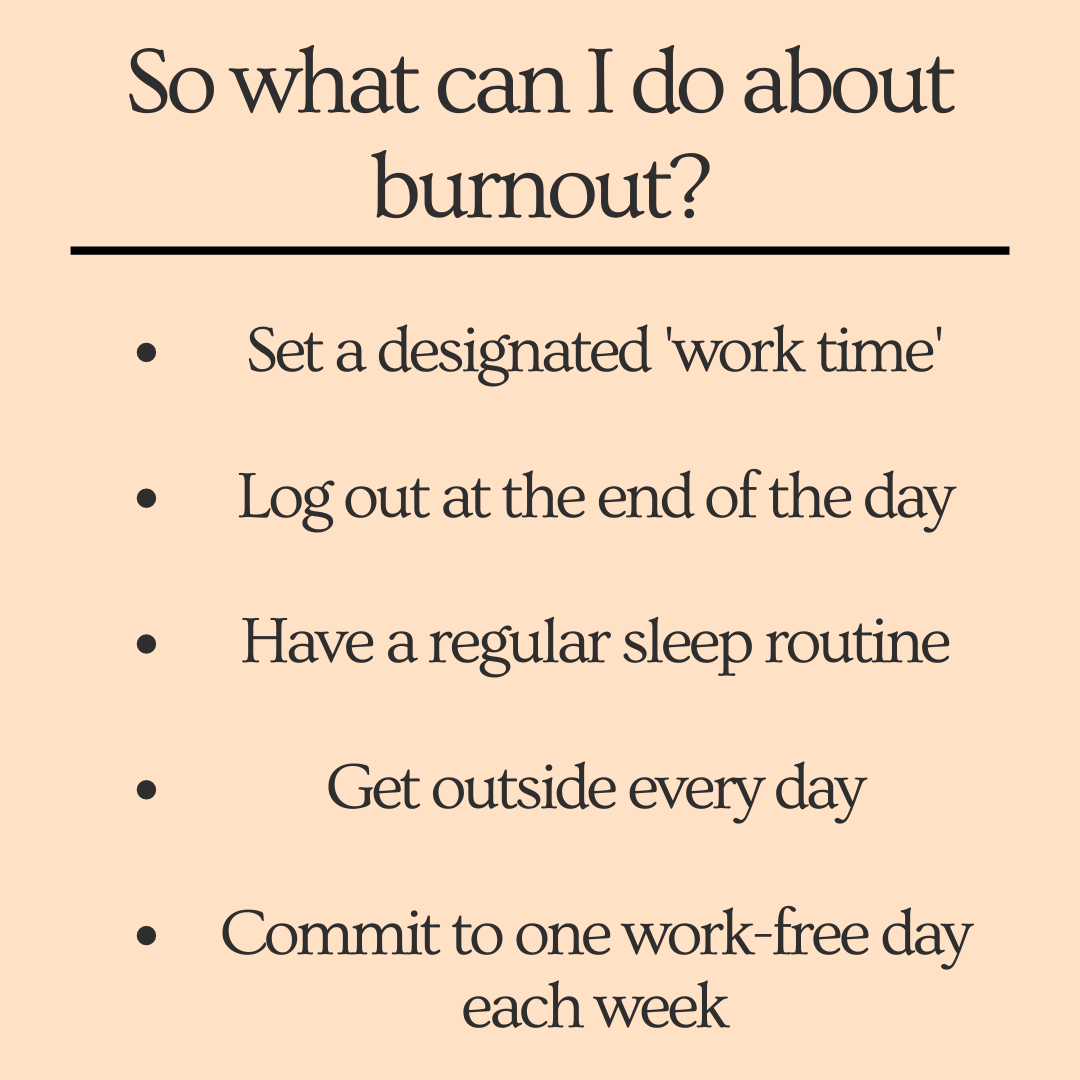 So what can I do about
burnout?
• Set a designated 'work time'
• Log out at the end of the day
• Have a regular sleep routine
• Get outside every day
• Commit to one work-free day
each week